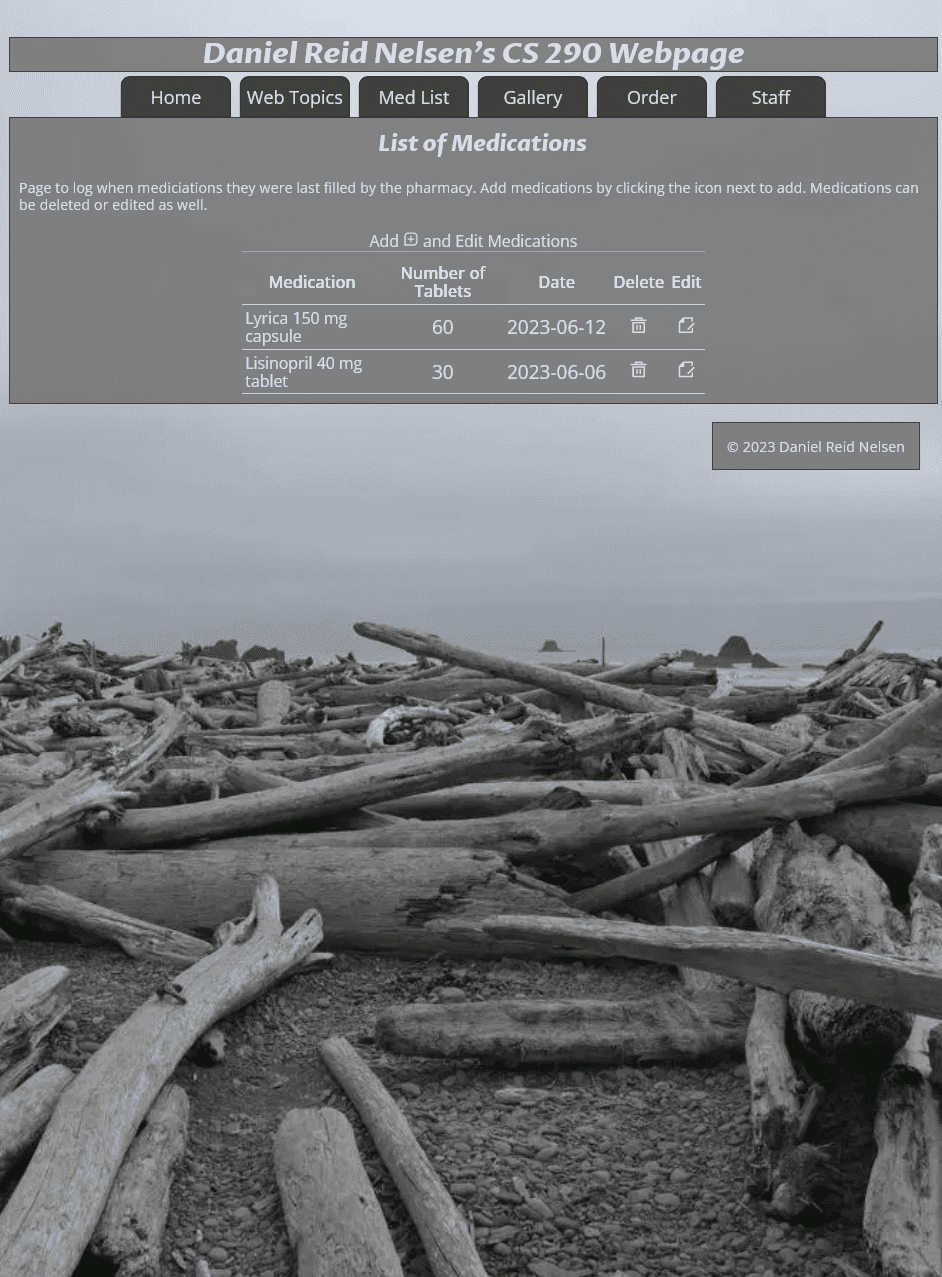 Daniel Reid Nelsen's CS 290 Webpage
Home Web Topics Med List Gallery Order Staff
List of Medications
Page to log when mediciations they were last filled by the pharmacy. Add medications by clicking the icon next to add. Medications can
be deleted or edited as well.
Add and Edit Medications
Medication Number of Tablets Date Delete Edit
Lyrica 150 mg capsule 60 2023-06-12
Lisinopril 40 mg tablet 30 2023-06-06
© 2023 Daniel Reid Nelsen